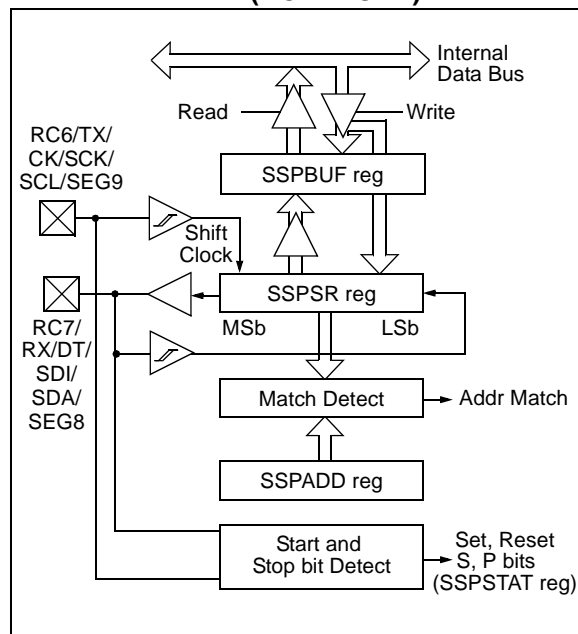 Internal
Data Bus
Read
Write
RC6/TX/
CK/SCK/
SCL/SEG9
SSPBUF reg
Shift
Clock
SSPSR reg
MSb
LSb
RC7/
RX/DT/
SDI/
SDA/
SEG8
Match Detect
Addr Match
SSPADD reg
Start and
Stop bit Detect
Set, Reset
S, P bits
(SSPSTAT reg)